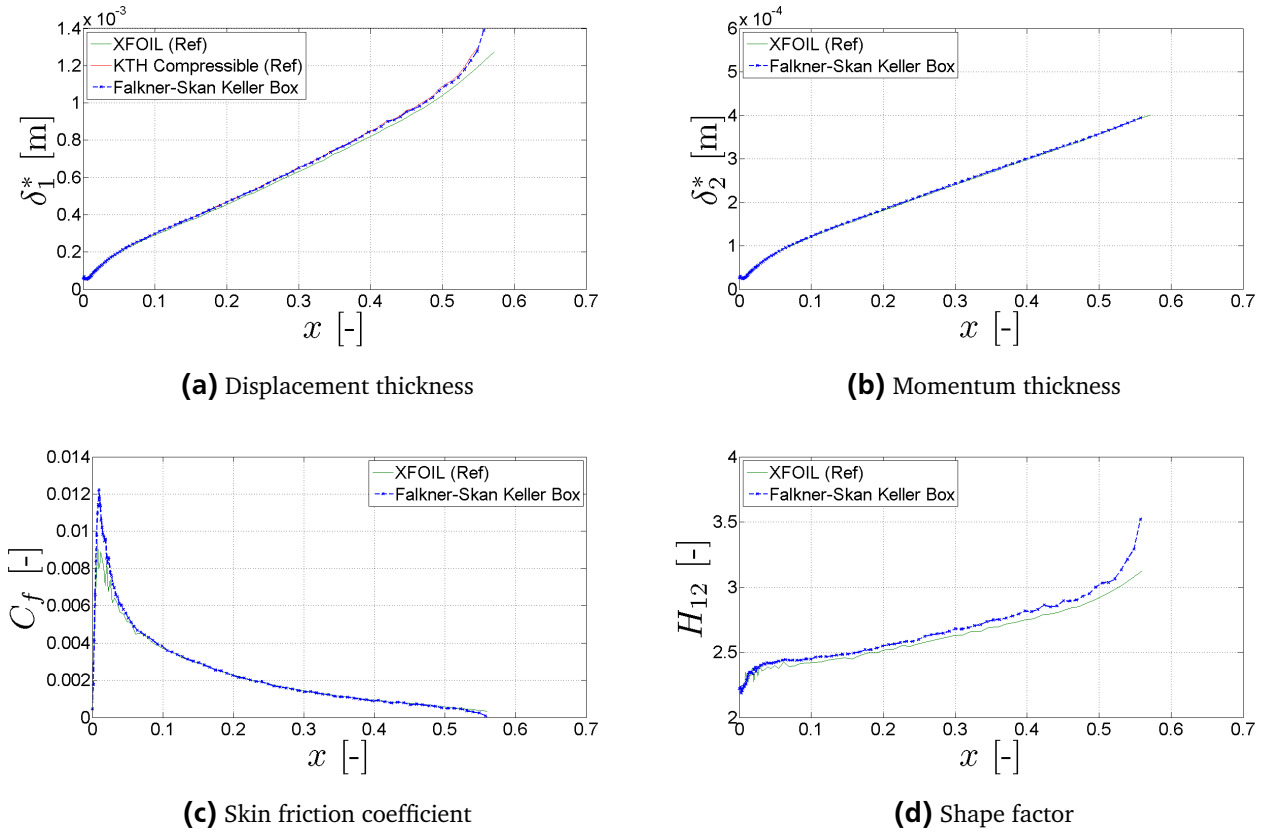 1.4 x 10⁻³
1.2
1
0.8
0.6
0.4
0.2
0
δ₁* [m]
XFOIL (Ref)
KTH Compressible (Ref)
Falkner-Skan Keller Box
0 0.1 0.2 0.3 0.4 0.5 0.6 0.7
x [-]
(a) Displacement thickness
6 x 10⁻⁴
5
4
3
2
1
0
δ₂* [m]
XFOIL (Ref)
Falkner-Skan Keller Box
0 0.1 0.2 0.3 0.4 0.5 0.6 0.7
x [-]
(b) Momentum thickness
0.014
0.012
0.01
0.008
0.006
0.004
0.002
0
C_f [-]
XFOIL (Ref)
Falkner-Skan Keller Box
0 0.1 0.2 0.3 0.4 0.5 0.6 0.7
x [-]
(c) Skin friction coefficient
4
3.5
3
2.5
2
H₁₂ [-]
XFOIL (Ref)
Falkner-Skan Keller Box
0 0.1 0.2 0.3 0.4 0.5 0.6 0.7
x [-]
(d) Shape factor